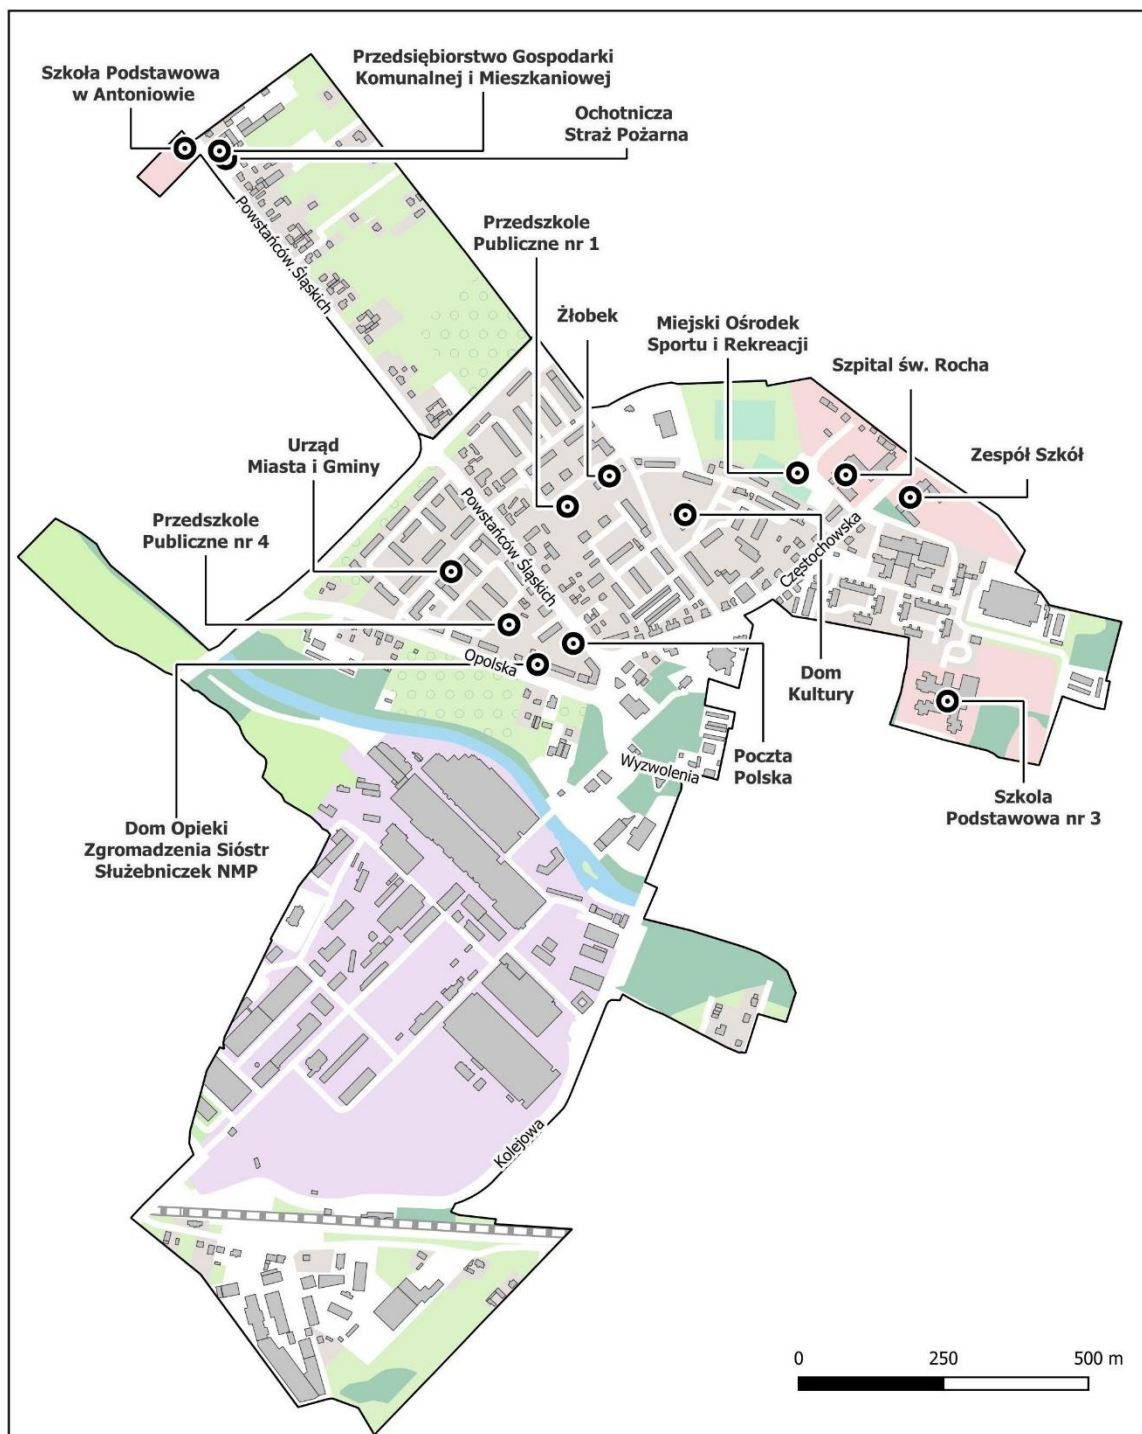 Przedsiębiorstwo Gospodarki
Komunalnej i Mieszkaniowej
Szkoła Podstawowa
w Antoniowie
Ochotnicza
Straż Pożarna
Powstańców Śląskich
Przedszkole
Publiczne nr 1
Żłobek
Miejski Ośrodek
Sportu i Rekreacji
Szpital św. Rocha
Urząd
Miasta i Gminy
Zespół Szkół
Przedszkole
Publiczne nr 4
Powstańców Śląskich
Częstochowska
Opolska
Dom
Kultury
Wyzwolenia
Poczta
Polska
Szkola
Podstawowa nr 3
Dom Opieki
Zgromadzenia Sióstr
Służebniczek NMP
Kolejowa
0 250 500 m